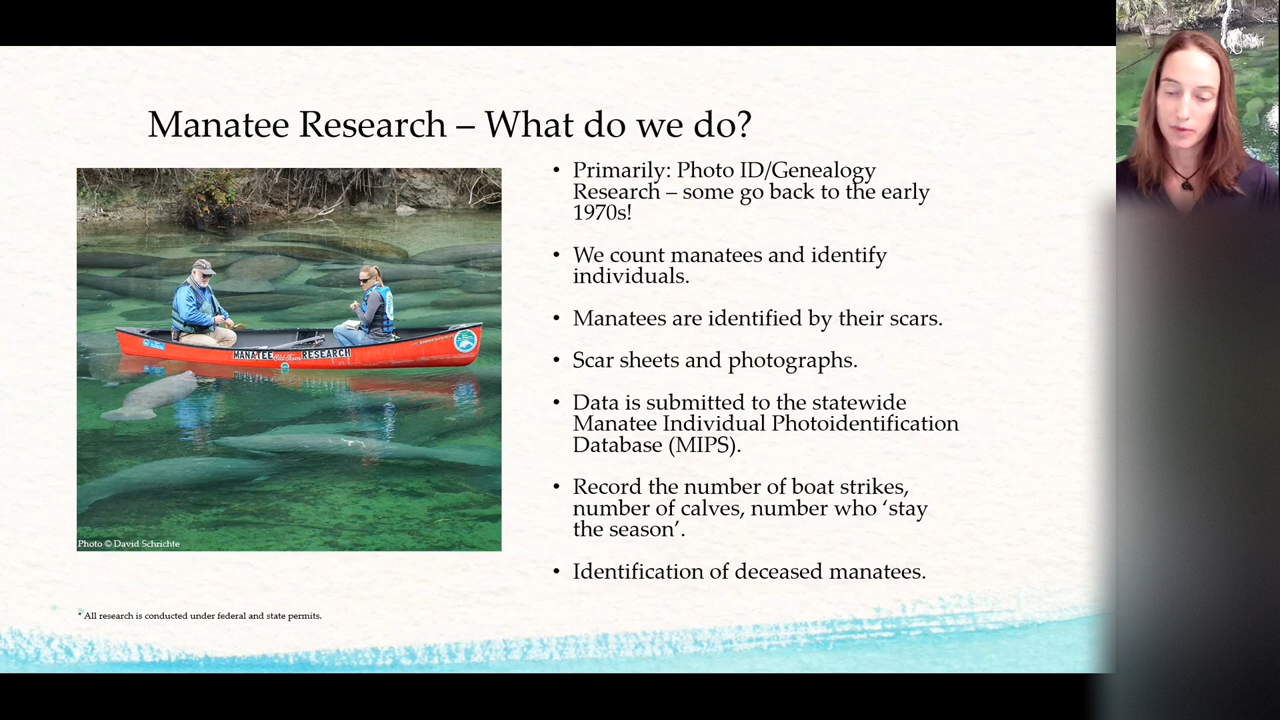 Manatee Research – What do we do?
• Primarily: Photo ID/Genealogy
Research – some go back to the early
1970s!
• We count manatees and identify
individuals.
• Manatees are identified by their scars.
• Scar sheets and photographs.
• Data is submitted to the statewide
Manatee Individual Photoidentification
Database (MIPS).
• Record the number of boat strikes,
number of calves, number who ‘stay
the season’.
• Identification of deceased manatees.
MANATEE RESEARCH
Photo © David Schrichte
* All research is conducted under federal and state permits.